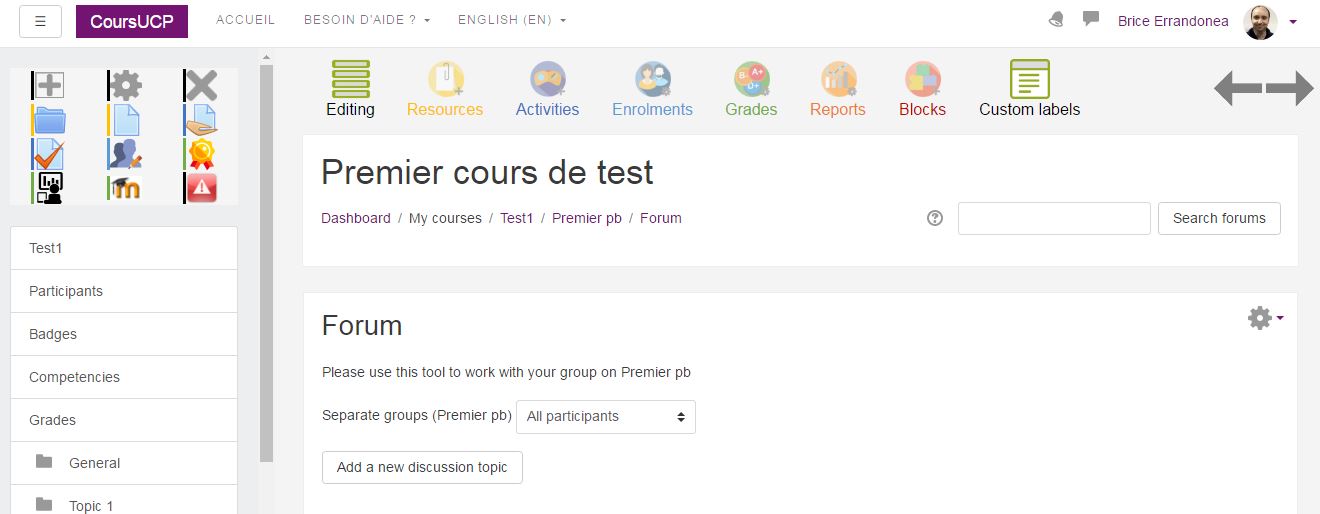 ☰ CoursUCP ACCUEIL BESOIN D'AIDE ? ENGLISH (EN) Brice Errandonea
Editing Resources Activities Enrolments Grades Reports Blocks Custom labels
Premier cours de test
Dashboard / My courses / Test1 / Premier pb / Forum
Search forums
Test1
Participants
Badges
Competencies
Grades
General
Topic 1
Forum
Please use this tool to work with your group on Premier pb
Separate groups (Premier pb) All participants
Add a new discussion topic